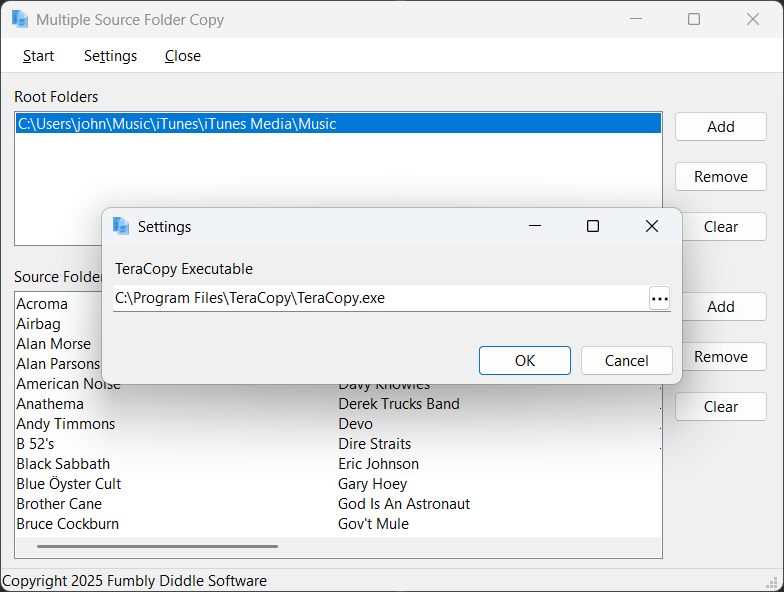 Multiple Source Folder Copy
Start Settings Close
Root Folders
C:\Users\john\Music\iTunes\iTunes Media\Music
Add
Remove
Clear
Settings
TeraCopy Executable
C:\Program Files\TeraCopy\TeraCopy.exe
...
OK Cancel
Source Folder
Acroma
Airbag
Alan Morse
Alan Parsons
American Noise
Anathema
Andy Timmons
B 52's
Black Sabbath
Blue Öyster Cult
Brother Cane
Bruce Cockburn
Davy Knowles
Derek Trucks Band
Devo
Dire Straits
Eric Johnson
Gary Hoey
God Is An Astronaut
Gov't Mule
Add
Remove
Clear
Copyright 2025 Fumbly Diddle Software